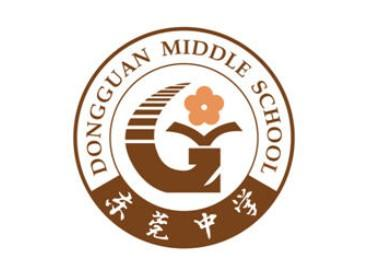 DONGGUAN MIDDLE SCHOOL
东莞中学